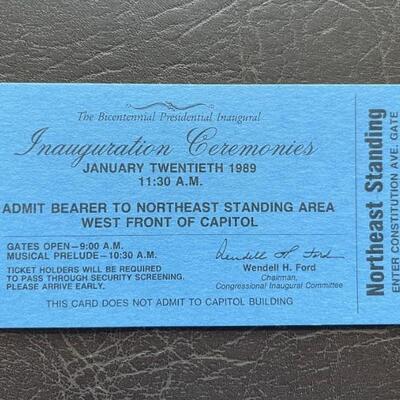 The Bicentennial Presidential Inaugural
Inauguration Ceremonies
JANUARY TWENTIETH 1989
11:30 A.M.
ADMIT BEARER TO NORTHEAST STANDING AREA
WEST FRONT OF CAPITOL
GATES OPEN—9:00 A.M.
MUSICAL PRELUDE—10:30 A.M.
TICKET HOLDERS WILL BE REQUIRED
TO PASS THROUGH SECURITY SCREENING.
PLEASE ARRIVE EARLY.
Wendell H. Ford
Wendell H. Ford
Chairman,
Congressional Inaugural Committee
THIS CARD DOES NOT ADMIT TO CAPITOL BUILDING
Northeast Standing
ENTER CONSTITUTION AVE. GATE